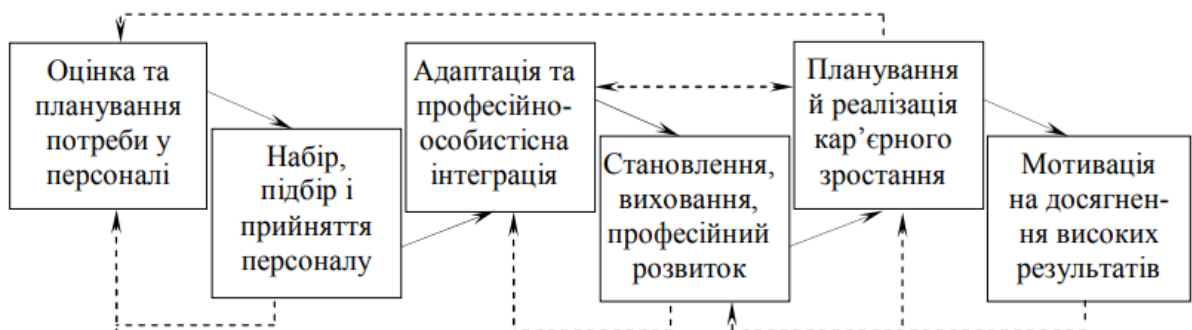 Оцінка та
планування
потреби у
персоналі
Набір,
підбір і
прийняття
персоналу
Адаптація та
професійно-
особистісна
інтеграція
Становлення,
виховання,
професійний
розвиток
Планування
й реалізація
кар’єрного
зростання
Мотивація
на досягнен-
ня високих
результатів